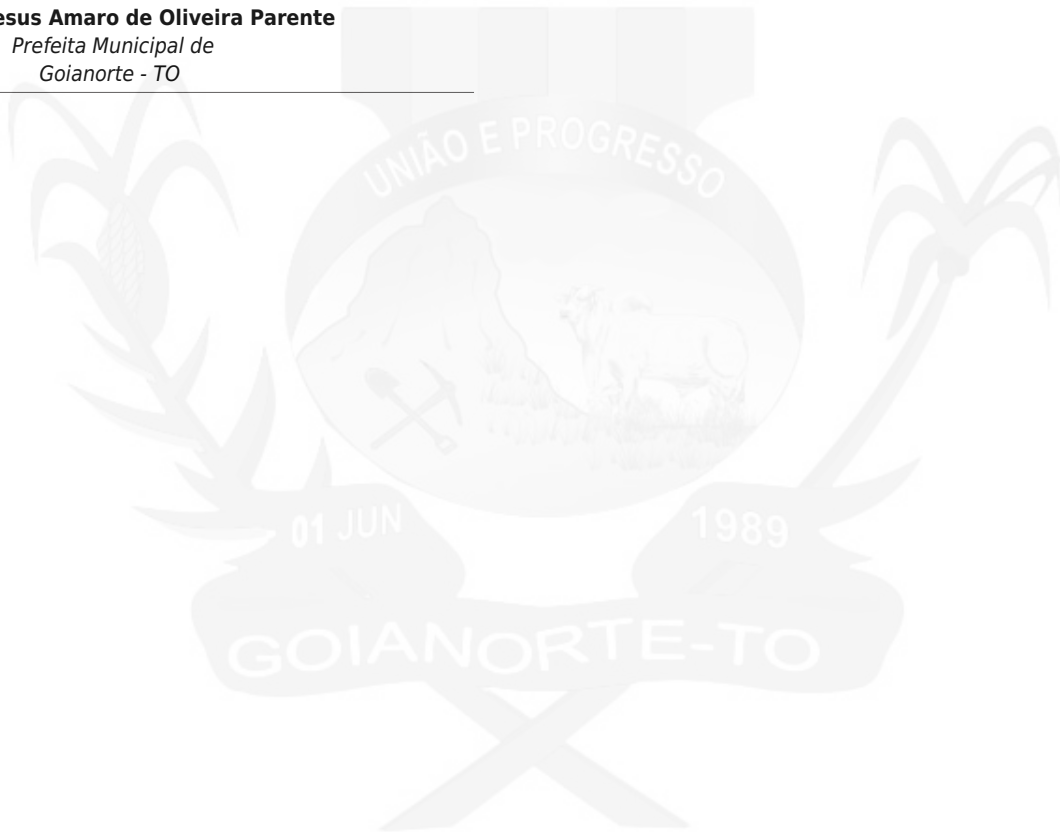 esus Amaro de Oliveira Parente
Prefeita Municipal de
Goianorte - TO
UNIÃO E PROGRESSO
01 JUN 1989
GOIANORTE-TO